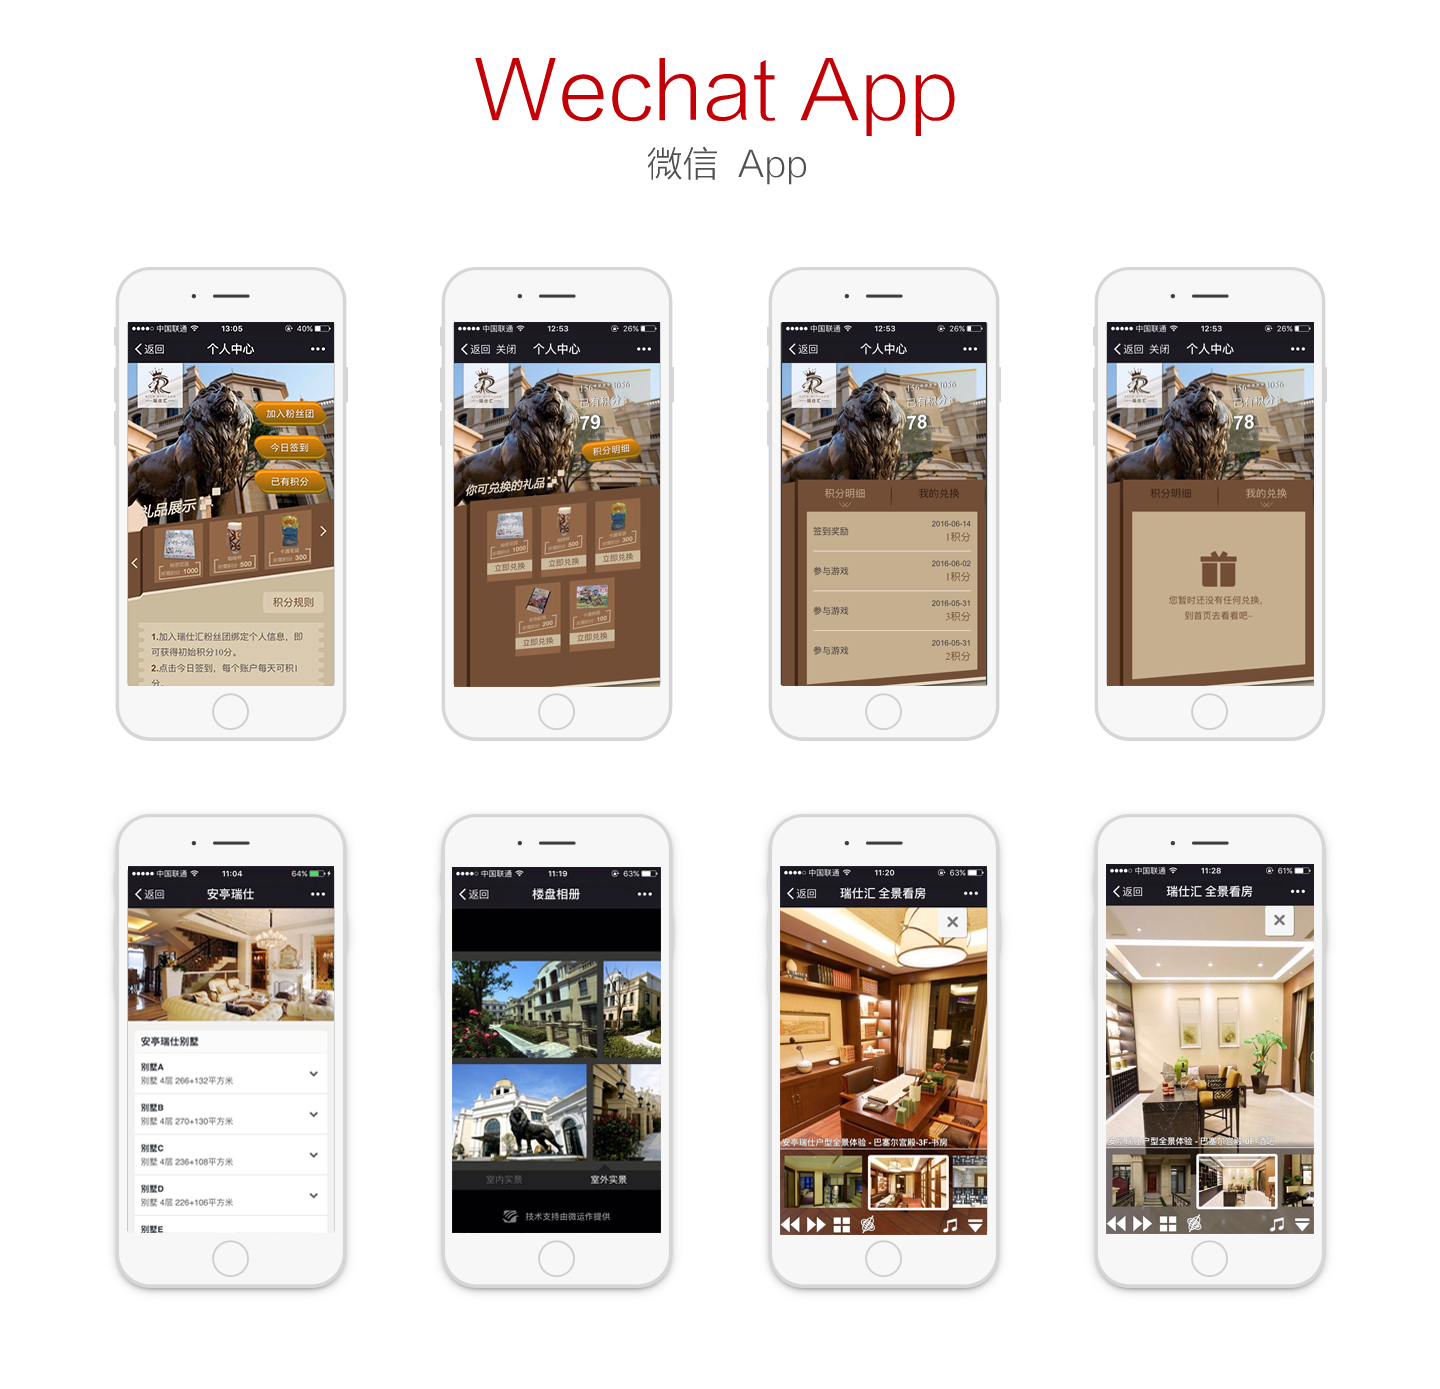 Wechat App
微信 App
中国联通 13:05 40%
返回 个人中心
瑞仕汇
加入粉丝团
今日签到
已有积分
礼品展示
1000
500
300
积分规则
1.加入瑞仕汇粉丝团绑定个人信息，即
可获得初始积分10分。
2.点击今日签到，每个账户每天可积1
分。
中国联通 12:53 26%
返回 关闭 个人中心
瑞仕汇
156****1056
已有积分:
79
积分明细
你可兑换的礼品
1000
500
300
立即兑换
立即兑换
立即兑换
200
100
立即兑换
立即兑换
中国联通 12:53 26%
返回 个人中心
瑞仕汇
156****1056
已有积分:
78
积分明细 我的兑换
签到奖励 2016-06-14
1积分
参与游戏 2016-06-02
1积分
参与游戏 2016-05-31
3积分
参与游戏 2016-05-31
2积分
中国联通 12:53 26%
返回 关闭 个人中心
瑞仕汇
156****1056
已有积分:
78
积分明细 我的兑换
您暂时还没有任何兑换，
到首页去看看吧~
中国联通 11:04 64%
返回 安亭瑞仕
安亭瑞仕别墅
别墅A
别墅 4层 266+132平方米
别墅B
别墅 4层 270+130平方米
别墅C
别墅 4层 236+108平方米
别墅D
别墅 4层 226+106平方米
别墅E
中国联通 11:19 63%
返回 楼盘相册
室内实景 室外实景
技术支持由微运作提供
中国联通 11:20 63%
返回 瑞仕汇 全景看房
安亭瑞仕户型全景体验 - 巴塞尔宫殿-3F-书房
中国联通 11:28 61%
返回 瑞仕汇 全景看房
安亭瑞仕户型全景体验 - 巴塞尔宫殿-0F-酒吧